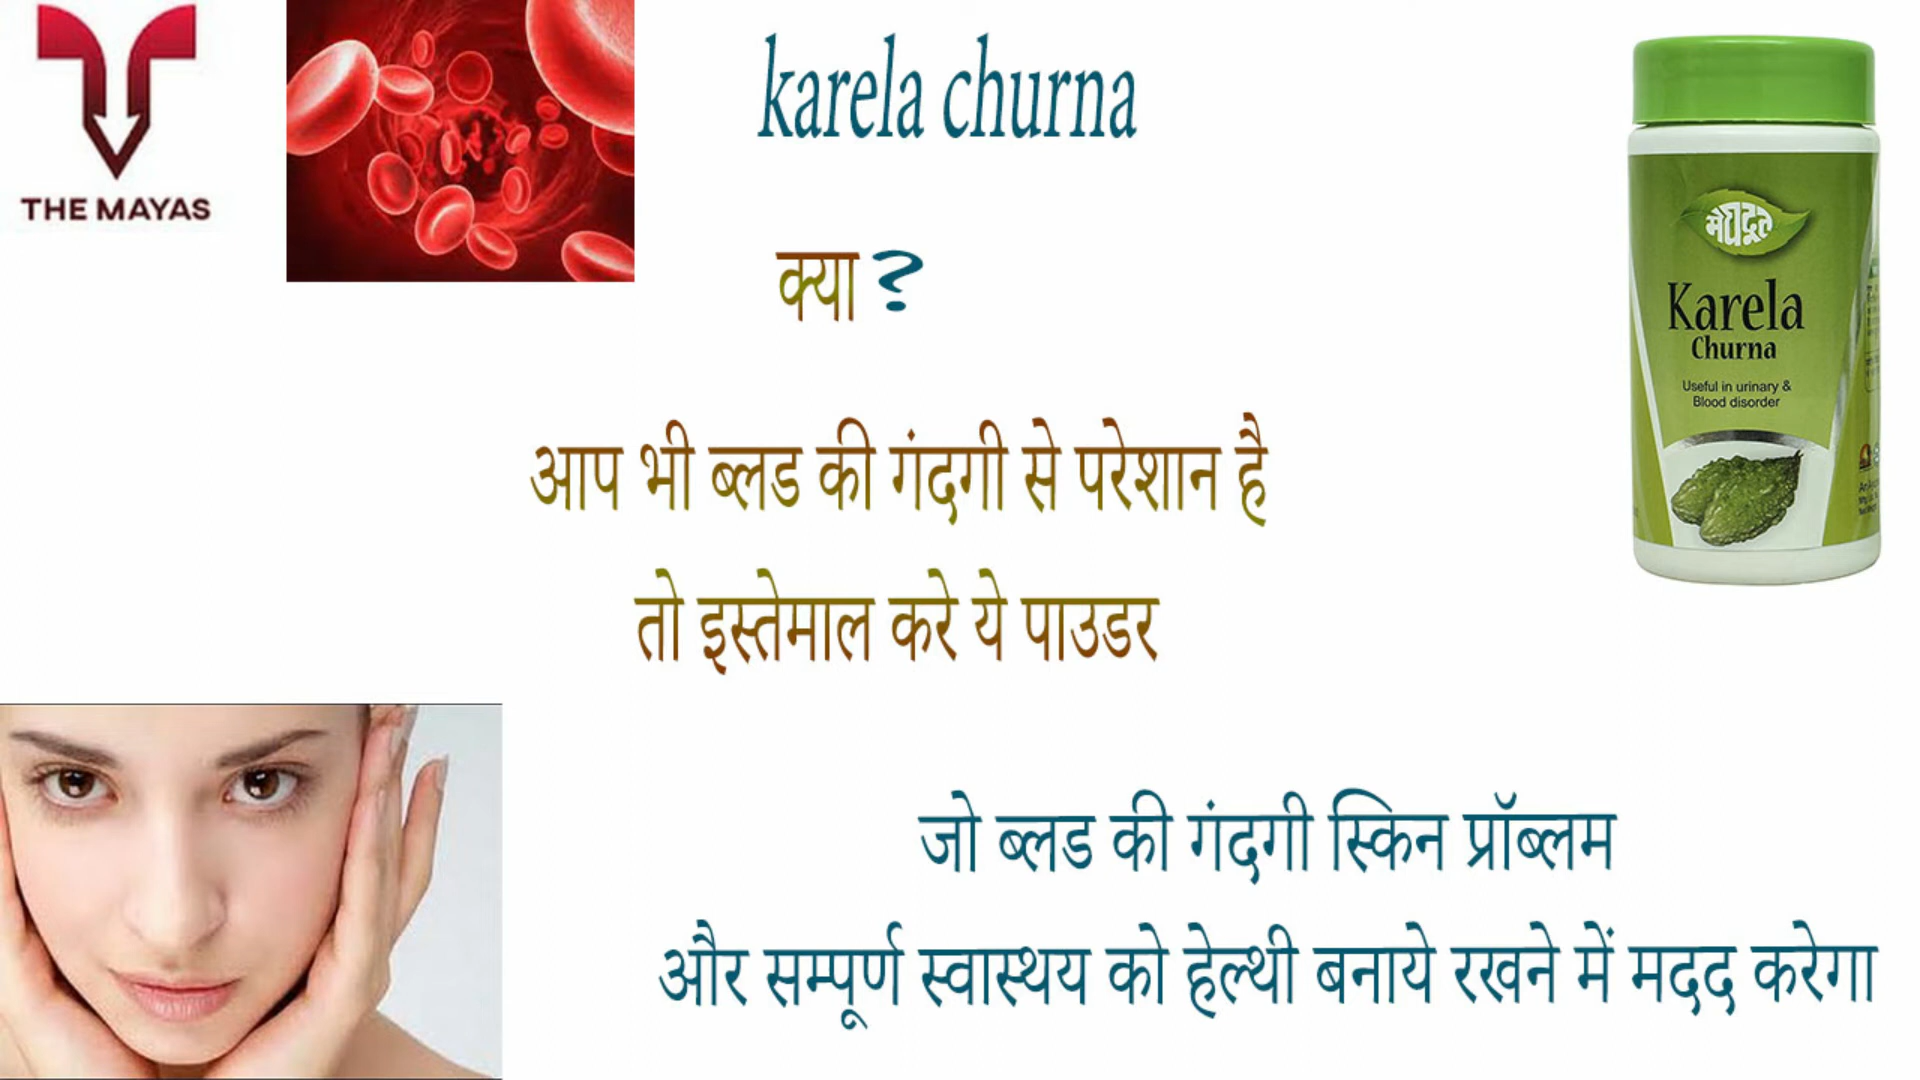 THE MAYAS
karela churna
क्या ?
आप भी ब्लड की गंदगी से परेशान है
तो इस्तेमाल करे ये पाउडर
जो ब्लड की गंदगी स्किन प्रॉब्लम
और सम्पूर्ण स्वास्थय को हेल्थी बनाये रखने में मदद करेगा
मेघदूत
Karela
Churna
Useful in urinary &
Blood disorder